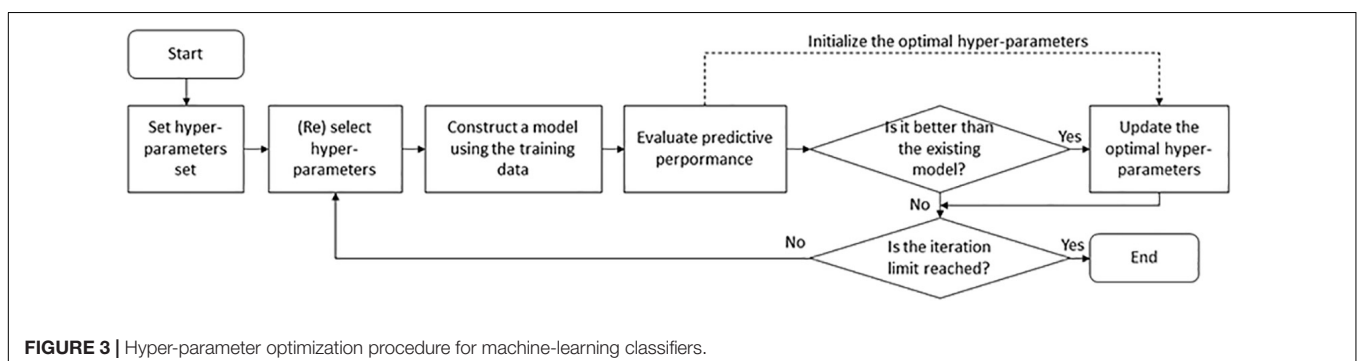 Start
Initialize the optimal hyper-parameters
Set hyper-
parameters
set
(Re) select
hyper-
parameters
Construct a model
using the training
data
Evaluate predictive
perpormance
Is it better than
the existing
model?
Yes
Update the
optimal hyper-
parameters
No
Is the iteration
limit reached?
No
Yes
End
FIGURE 3 | Hyper-parameter optimization procedure for machine-learning classifiers.